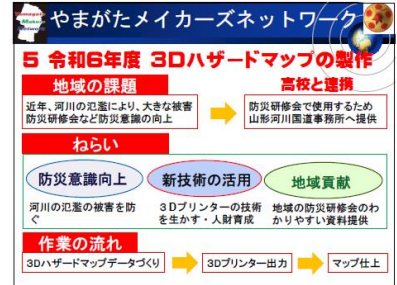 やまがたメイカーズネットワーク
5 令和6年度 3Dハザードマップの製作
地域の課題
高校と連携
近年、河川の氾濫により、大きな被害
防災研修会など防災意識の向上
防災研修会で使用するため
山形河川国道事務所へ提供
ねらい
防災意識向上
新技術の活用
地域貢献
河川の氾濫の被害を防
ぐ
3Dプリンターの技術
を生かす・人財育成
地域の防災研修会のわ
かりやすい資料提供
作業の流れ
3Dハザードマップデータづくり
3Dプリンター出力
マップ仕上